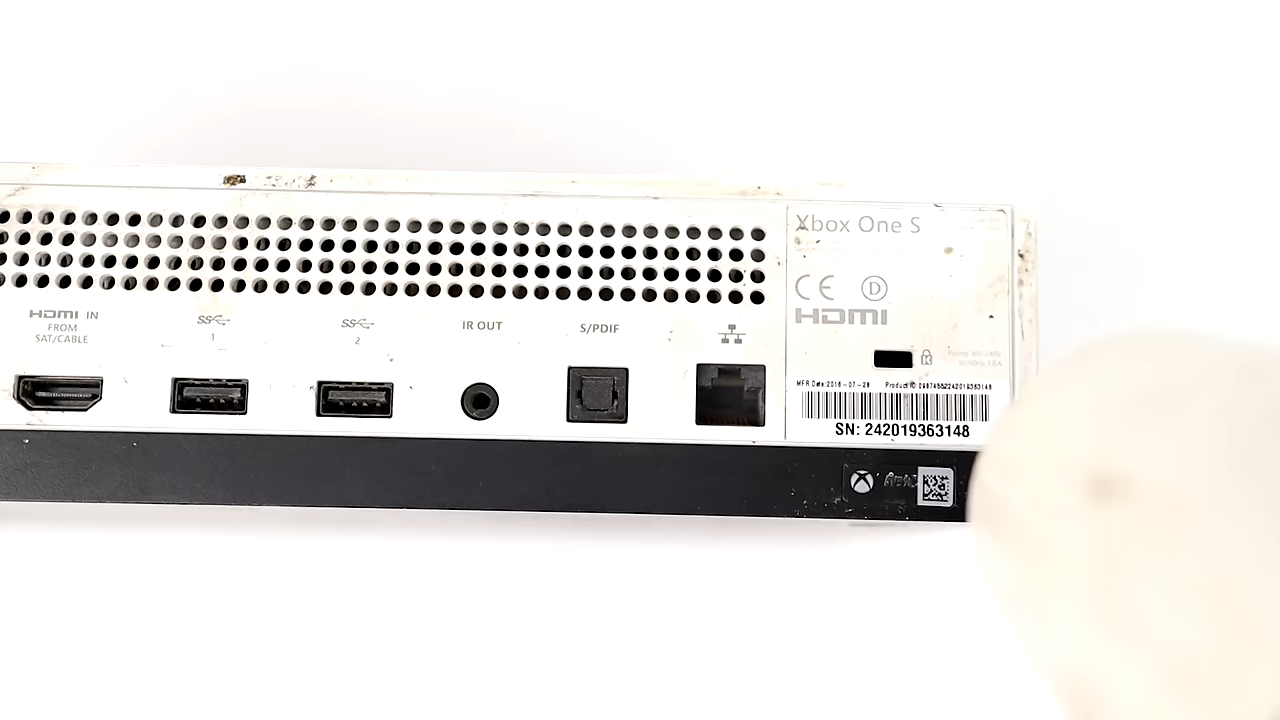 Xbox One S
CE D
HDMI
HDMI IN
FROM
SAT/CABLE
SS
1
SS
2
IR OUT
S/PDIF
MFR Date:2016-07-28
SN: 242019363148